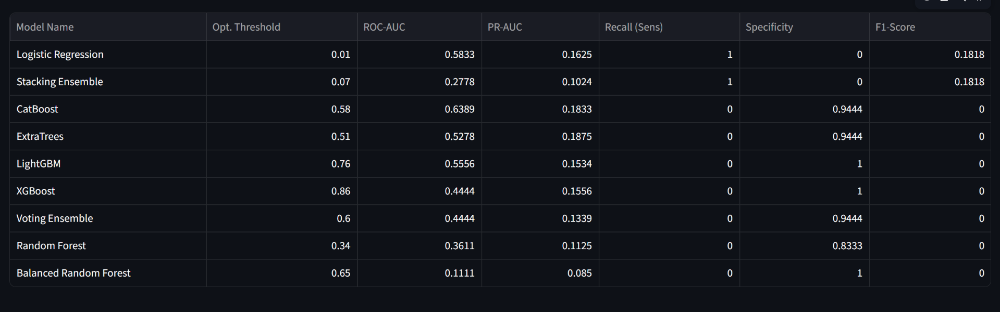 Model Name Opt. Threshold ROC-AUC PR-AUC Recall (Sens) Specificity F1-Score
Logistic Regression 0.01 0.5833 0.1625 1 0 0.1818
Stacking Ensemble 0.07 0.2778 0.1024 1 0 0.1818
CatBoost 0.58 0.6389 0.1833 0 0.9444 0
ExtraTrees 0.51 0.5278 0.1875 0 0.9444 0
LightGBM 0.76 0.5556 0.1534 0 1 0
XGBoost 0.86 0.4444 0.1556 0 1 0
Voting Ensemble 0.6 0.4444 0.1339 0 0.9444 0
Random Forest 0.34 0.3611 0.1125 0 0.8333 0
Balanced Random Forest 0.65 0.1111 0.085 0 1 0